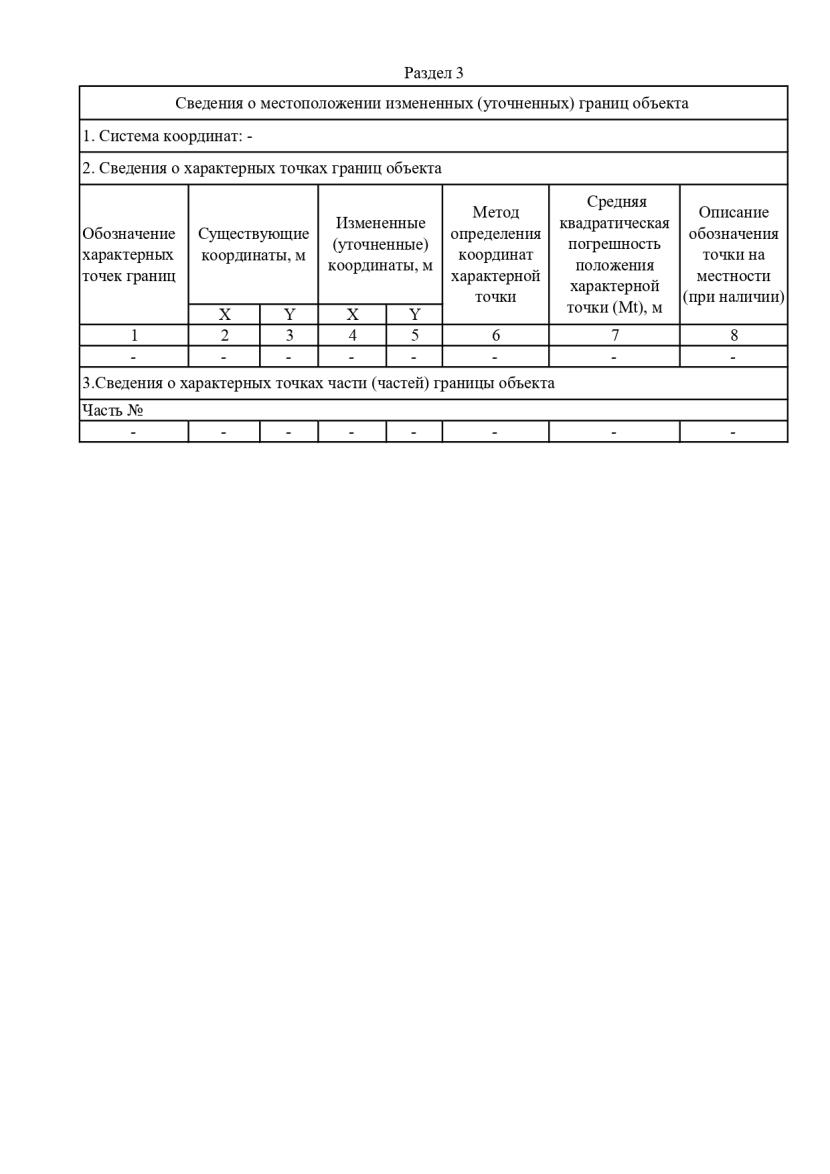 Раздел 3
Сведения о местоположении измененных (уточненных) границ объекта
1. Система координат: -
2. Сведения о характерных точках границ объекта
Обозначение
характерных
точек границ
Существующие
координаты, м
Измененные
(уточненные)
координаты, м
Метод
определения
координат
характерной
точки
Средняя
квадратическая
погрешность
положения
характерной
точки (Mt), м
Описание
обозначения
точки на
местности
(при наличии)
X Y X Y
1 2 3 4 5 6 7 8
- - - - - - - -
3.Сведения о характерных точках части (частей) границы объекта
Часть №
- - - - - - - -